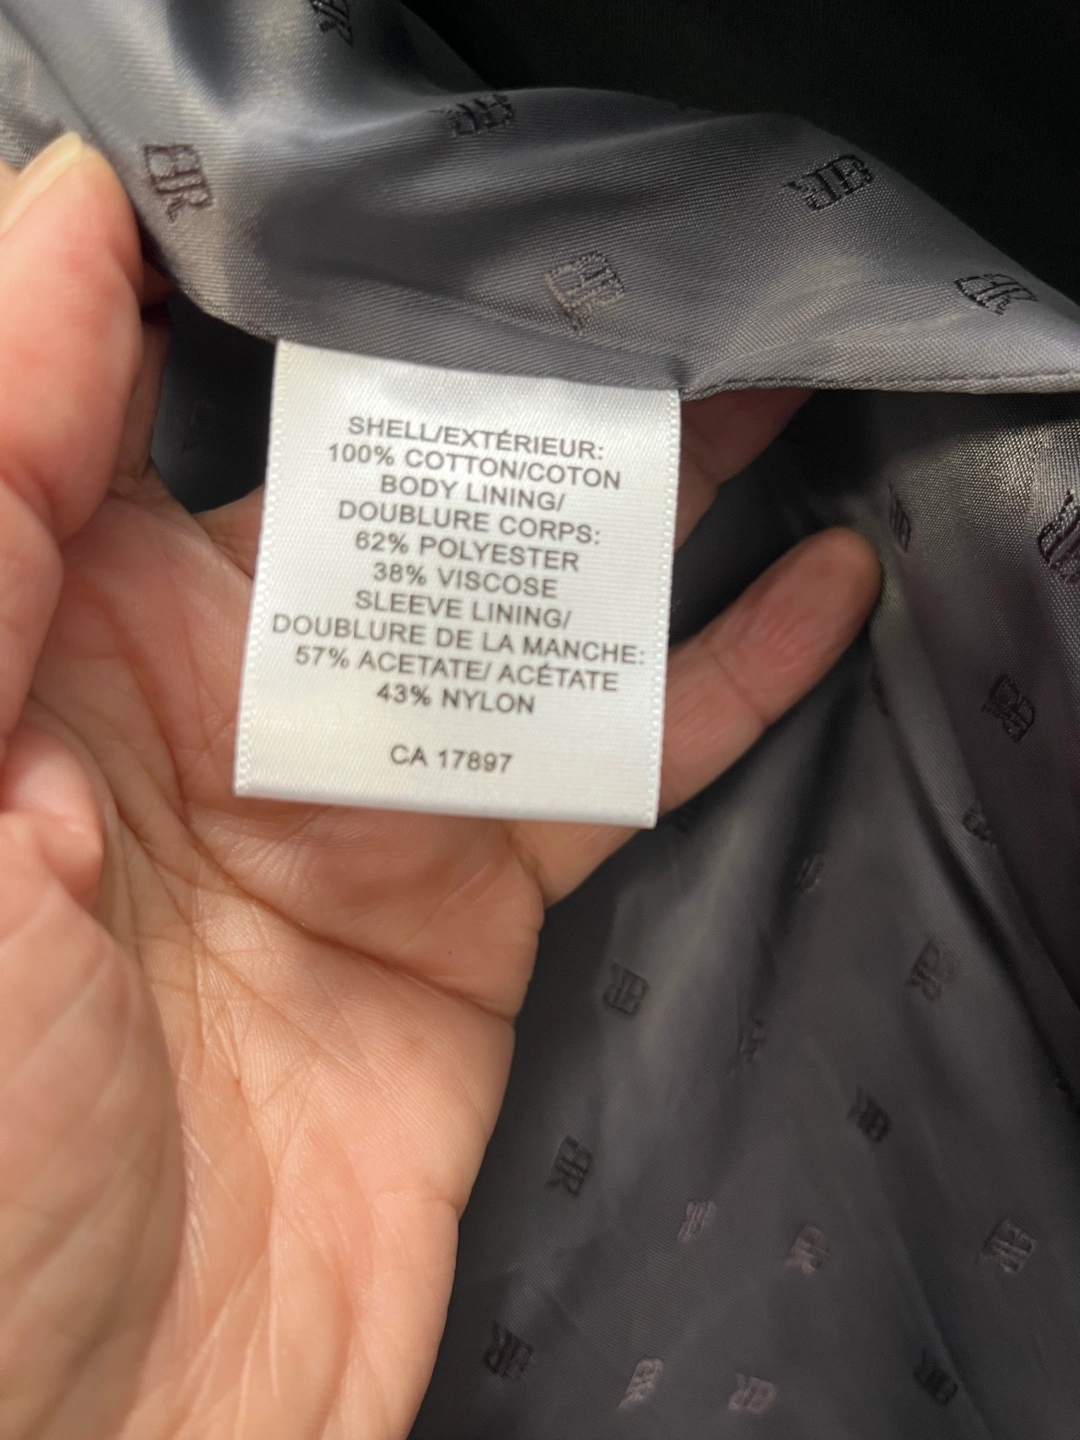 SHELL/EXTÉRIEUR:
100% COTTON/COTON
BODY LINING/
DOUBLURE CORPS:
62% POLYESTER
38% VISCOSE
SLEEVE LINING/
DOUBLURE DE LA MANCHE:
57% ACETATE/ ACÉTATE
43% NYLON
CA 17897